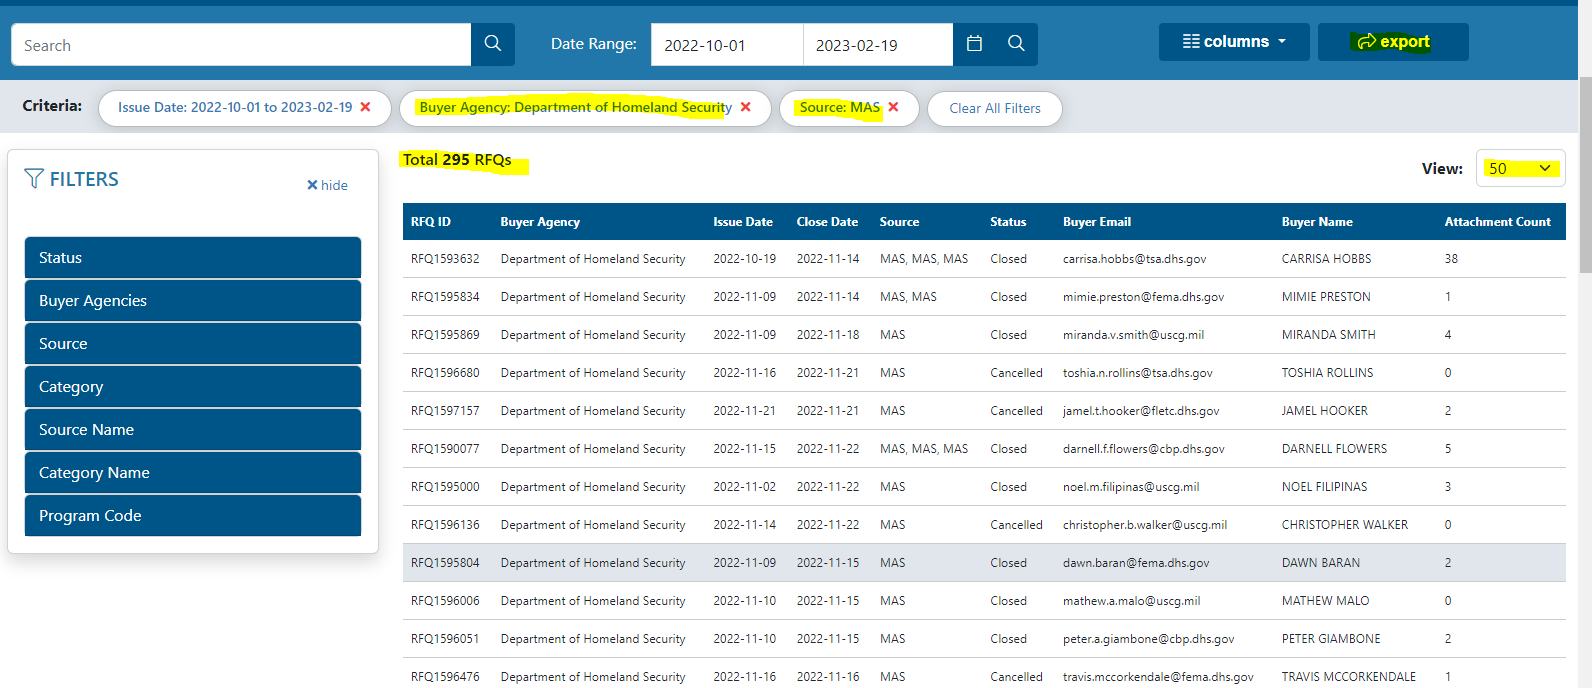 Search Date Range: 2022-10-01 2023-02-19 columns export
Criteria: Issue Date: 2022-10-01 to 2023-02-19 Buyer Agency: Department of Homeland Security Source: MAS Clear All Filters
FILTERS
hide
Status
Buyer Agencies
Source
Category
Source Name
Category Name
Program Code
Total 295 RFQs
View: 50
RFQ ID Buyer Agency Issue Date Close Date Source Status Buyer Email Buyer Name Attachment Count
RFQ1593632 Department of Homeland Security 2022-10-19 2022-11-14 MAS, MAS, MAS Closed carrisa.hobbs@tsa.dhs.gov CARRISA HOBBS 38
RFQ1595834 Department of Homeland Security 2022-11-09 2022-11-14 MAS, MAS Closed mimie.preston@fema.dhs.gov MIMIE PRESTON 1
RFQ1595869 Department of Homeland Security 2022-11-09 2022-11-18 MAS Closed miranda.v.smith@uscg.mil MIRANDA SMITH 4
RFQ1596680 Department of Homeland Security 2022-11-16 2022-11-21 MAS Cancelled toshia.n.rollins@tsa.dhs.gov TOSHIA ROLLINS 0
RFQ1597157 Department of Homeland Security 2022-11-21 2022-11-21 MAS Cancelled jamel.t.hooker@fletc.dhs.gov JAMEL HOOKER 2
RFQ1590077 Department of Homeland Security 2022-11-15 2022-11-22 MAS, MAS, MAS Closed darnell.f.flowers@cbp.dhs.gov DARNELL FLOWERS 5
RFQ1595000 Department of Homeland Security 2022-11-02 2022-11-22 MAS Closed noel.m.filipinas@uscg.mil NOEL FILIPINAS 3
RFQ1596136 Department of Homeland Security 2022-11-14 2022-11-22 MAS Cancelled christopher.b.walker@uscg.mil CHRISTOPHER WALKER 0
RFQ1595804 Department of Homeland Security 2022-11-09 2022-11-15 MAS Closed dawn.baran@fema.dhs.gov DAWN BARAN 2
RFQ1596006 Department of Homeland Security 2022-11-10 2022-11-15 MAS Closed mathew.a.malo@uscg.mil MATHEW MALO 0
RFQ1596051 Department of Homeland Security 2022-11-10 2022-11-15 MAS Closed peter.a.giambone@cbp.dhs.gov PETER GIAMBONE 2
RFQ1596476 Department of Homeland Security 2022-11-16 2022-11-16 MAS Cancelled travis.mccorkendale@fema.dhs.gov TRAVIS MCCORKENDALE 1